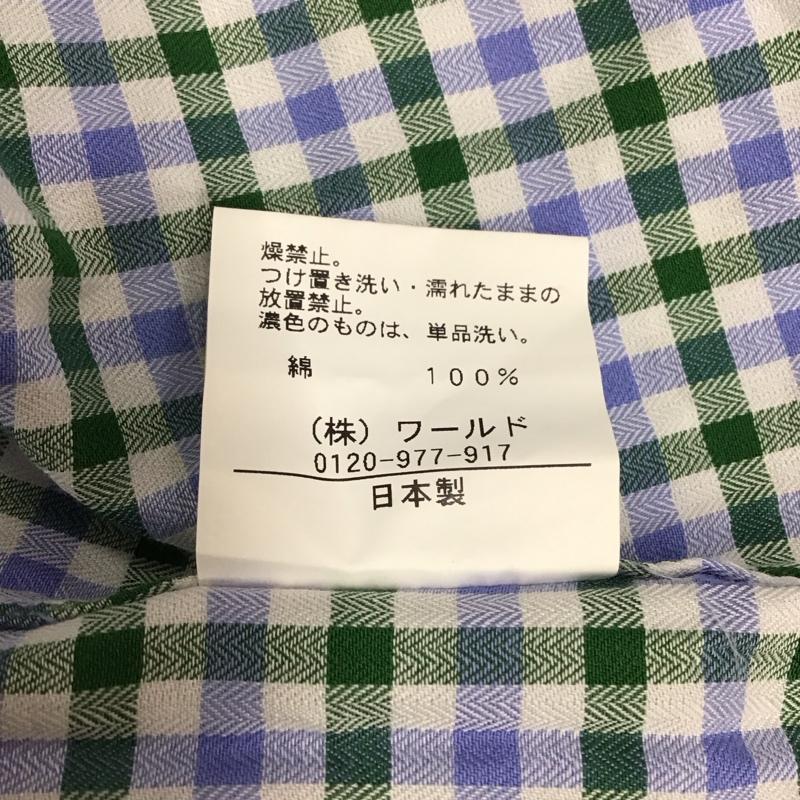 燥禁止。
つけ置き洗い・濡れたままの
放置禁止。
濃色のものは、単品洗い。
綿 100%
(株) ワールド
0120-977-917
日本製